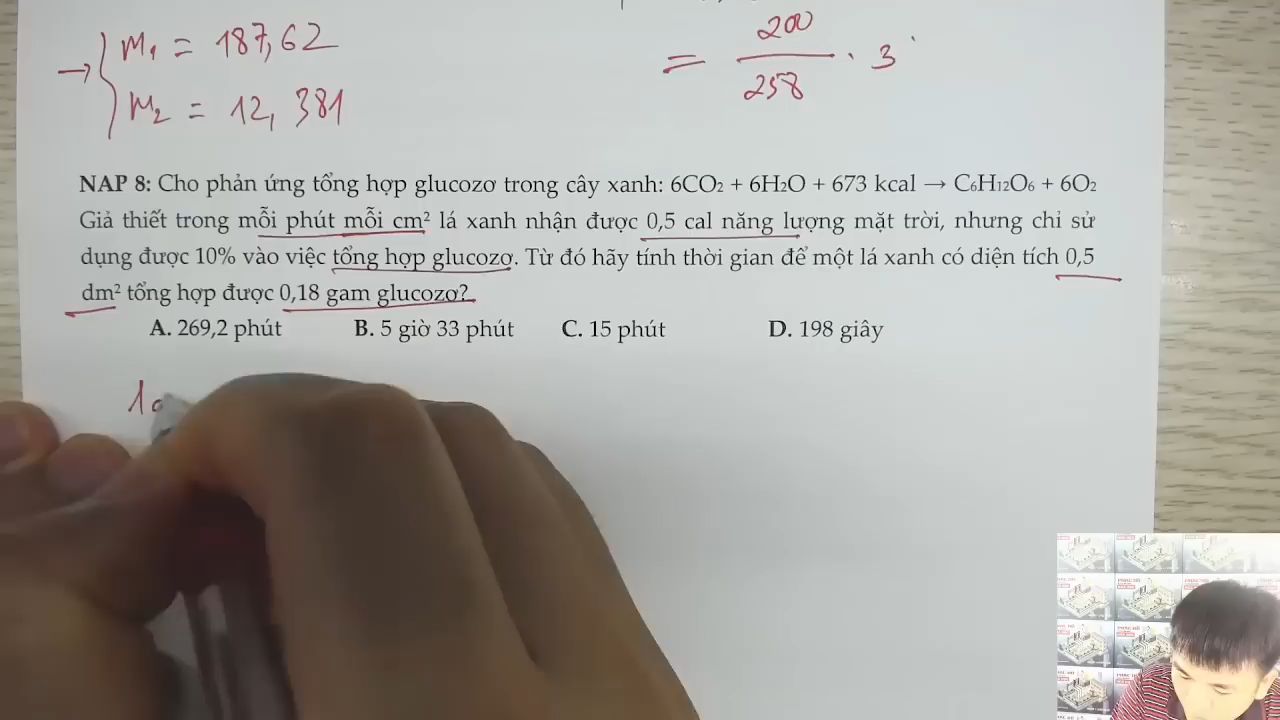 → { m₁ = 187,62
m₂ = 12,381
= 200/258 . 3
NAP 8: Cho phản ứng tổng hợp glucozơ trong cây xanh: 6CO₂ + 6H₂O + 673 kcal → C₆H₁₂O₆ + 6O₂
Giả thiết trong mỗi phút mỗi cm² lá xanh nhận được 0,5 cal năng lượng mặt trời, nhưng chỉ sử
dụng được 10% vào việc tổng hợp glucozơ. Từ đó hãy tính thời gian để một lá xanh có diện tích 0,5
dm² tổng hợp được 0,18 gam glucozơ?
A. 269,2 phút B. 5 giờ 33 phút C. 15 phút D. 198 giây